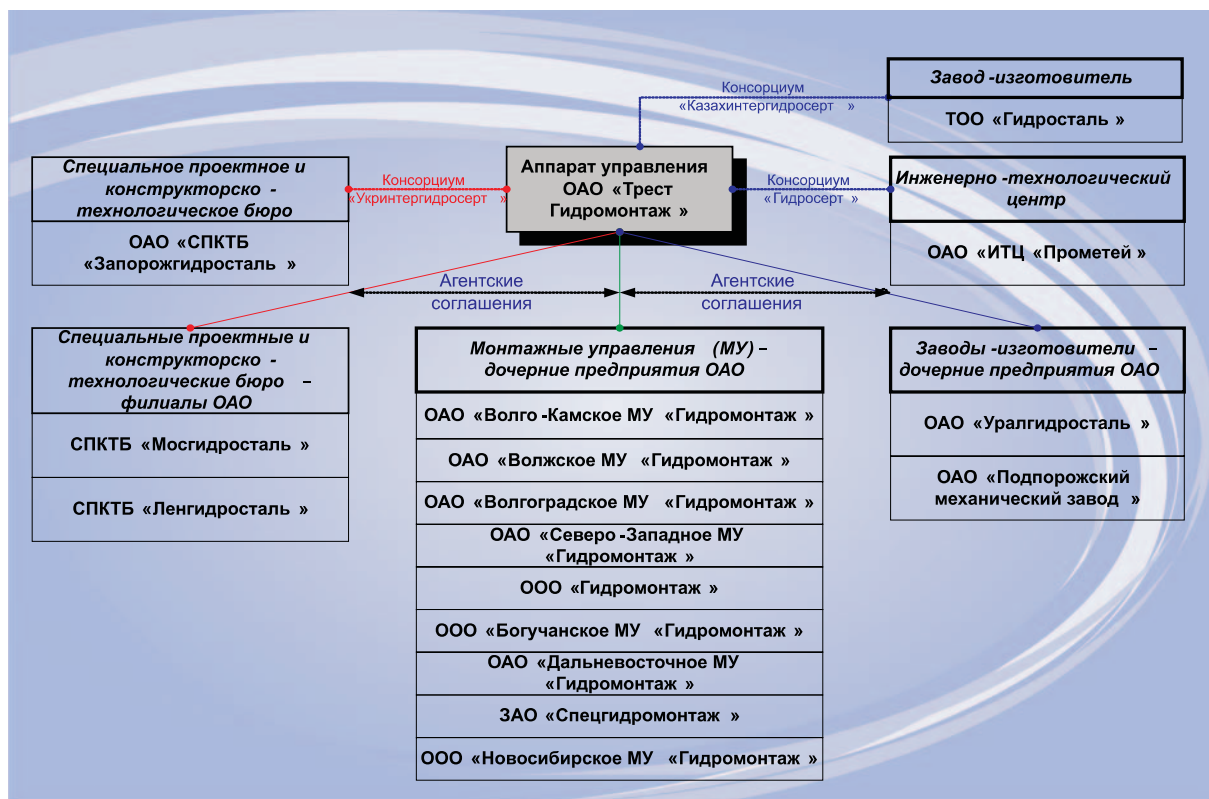 Завод -изготовитель
ТОО «Гидросталь »
Консорциум
«Казахинтергидросерт »
Специальное проектное и
конструкторско -
технологическое бюро
ОАО «СПКТБ
«Запорожгидросталь »
Консорциум
«Укринтергидросерт »
Аппарат управления
ОАО «Трест
Гидромонтаж »
Консорциум
«Гидросерт »
Инженерно -технологический
центр
ОАО «ИТЦ «Прометей »
Агентские
соглашения
Агентские
соглашения
Специальные проектные и
конструкторско -
технологические бюро –
филиалы ОАО
СПКТБ «Мосгидросталь »
СПКТБ «Ленгидросталь »
Монтажные управления (МУ) –
дочерние предприятия ОАО
ОАО «Волго -Камское МУ «Гидромонтаж »
ОАО «Волжское МУ «Гидромонтаж »
ОАО «Волгоградское МУ «Гидромонтаж »
ОАО «Северо -Западное МУ
«Гидромонтаж »
ООО «Гидромонтаж »
ООО «Богучанское МУ «Гидромонтаж »
ОАО «Дальневосточное МУ
«Гидромонтаж »
ЗАО «Спецгидромонтаж »
ООО «Новосибирское МУ «Гидромонтаж »
Заводы -изготовители –
дочерние предприятия ОАО
ОАО «Уралгидросталь »
ОАО «Подпорожский
механический завод »